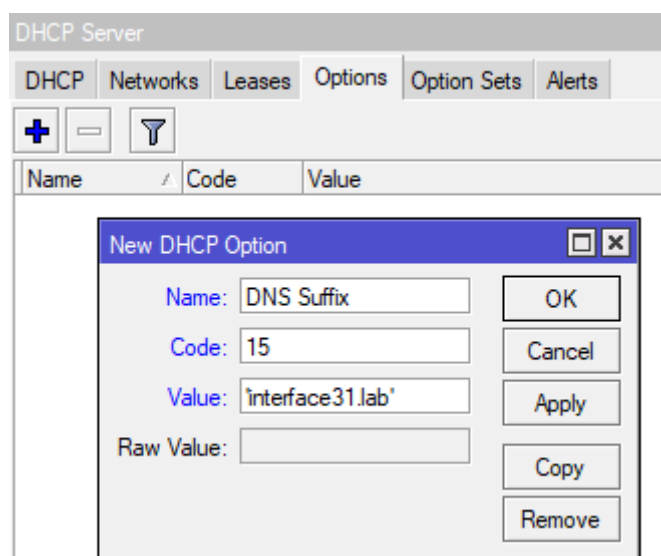 DHCP Server
DHCP Networks Leases Options Option Sets Alerts
Name Code Value
New DHCP Option
Name: DNS Suffix OK
Code: 15 Cancel
Value: 'interface31.lab' Apply
Raw Value:
Copy
Remove